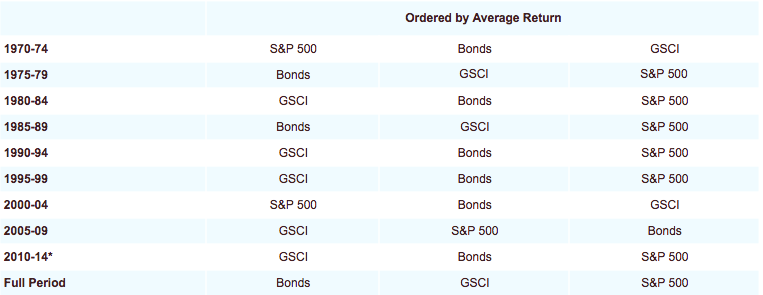 Ordered by Average Return
1970-74 S&P 500 Bonds GSCI
1975-79 Bonds GSCI S&P 500
1980-84 GSCI Bonds S&P 500
1985-89 Bonds GSCI S&P 500
1990-94 GSCI Bonds S&P 500
1995-99 GSCI Bonds S&P 500
2000-04 S&P 500 Bonds GSCI
2005-09 GSCI S&P 500 Bonds
2010-14* GSCI Bonds S&P 500
Full Period Bonds GSCI S&P 500